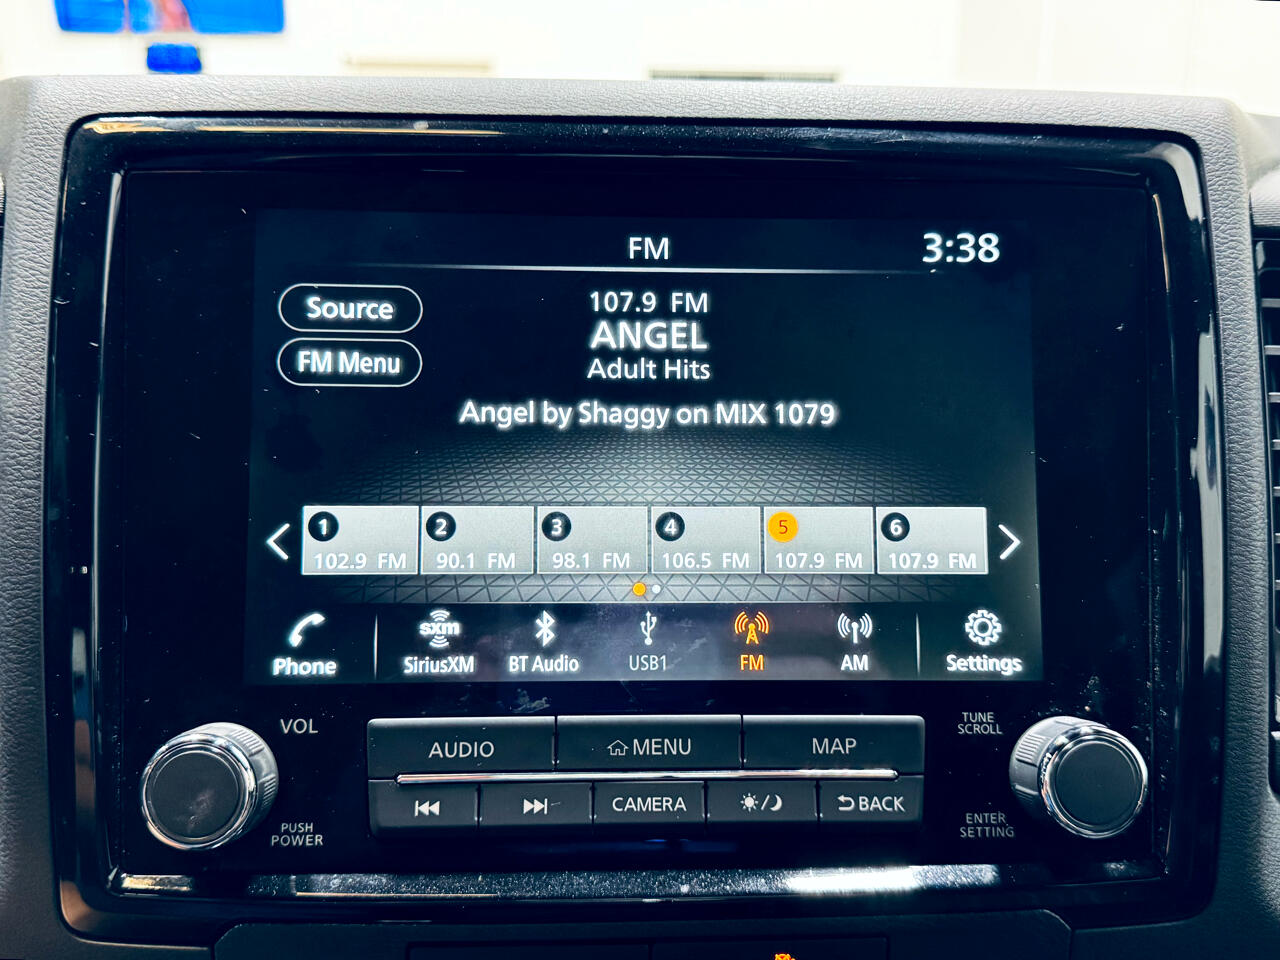 FM
3:38
Source
FM Menu
107.9 FM
ANGEL
Adult Hits
Angel by Shaggy on MIX 1079
1
102.9 FM
2
90.1 FM
3
98.1 FM
4
106.5 FM
5
107.9 FM
6
107.9 FM
Phone
sxm
SiriusXM
BT Audio
USB1
FM
AM
Settings
VOL
PUSH
POWER
AUDIO
MENU
MAP
CAMERA
BACK
TUNE
SCROLL
ENTER
SETTING